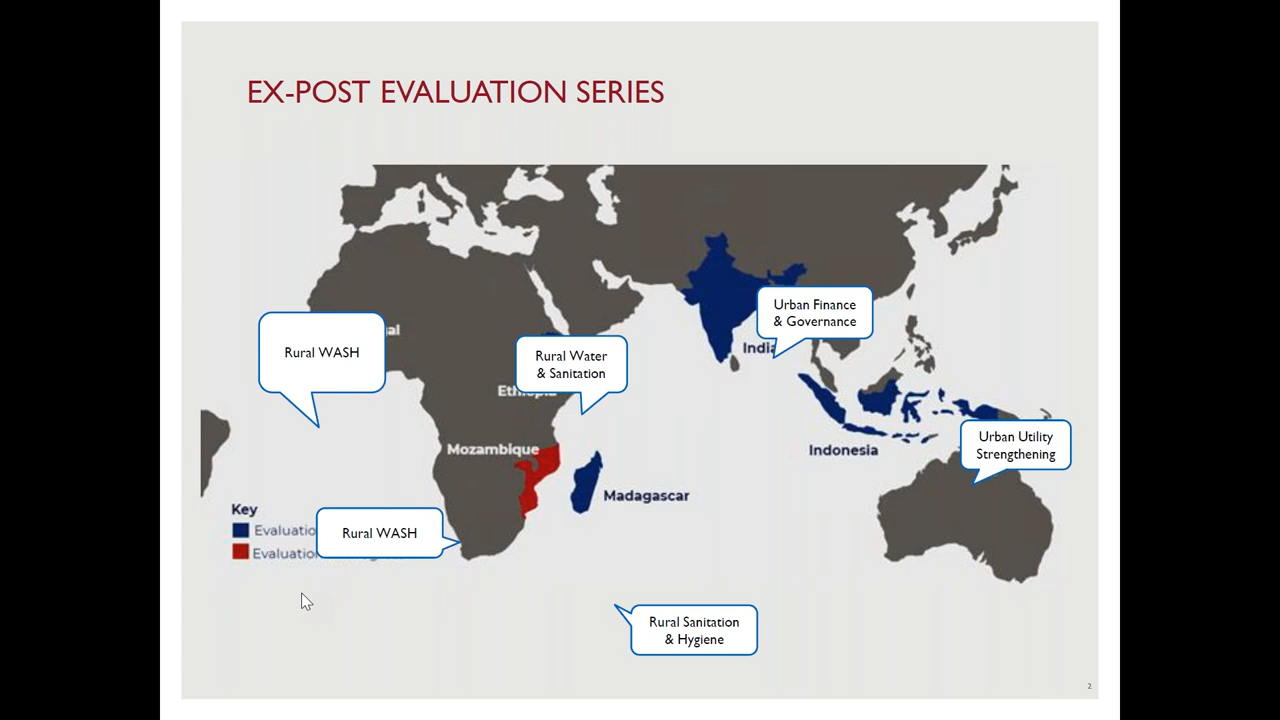 EX-POST EVALUATION SERIES
Urban Finance
& Governance
Rural WASH
Rural Water
& Sanitation
India
Urban Utility
Strengthening
Mozambique
Indonesia
Madagascar
Key
Rural WASH
Rural Sanitation
& Hygiene
2